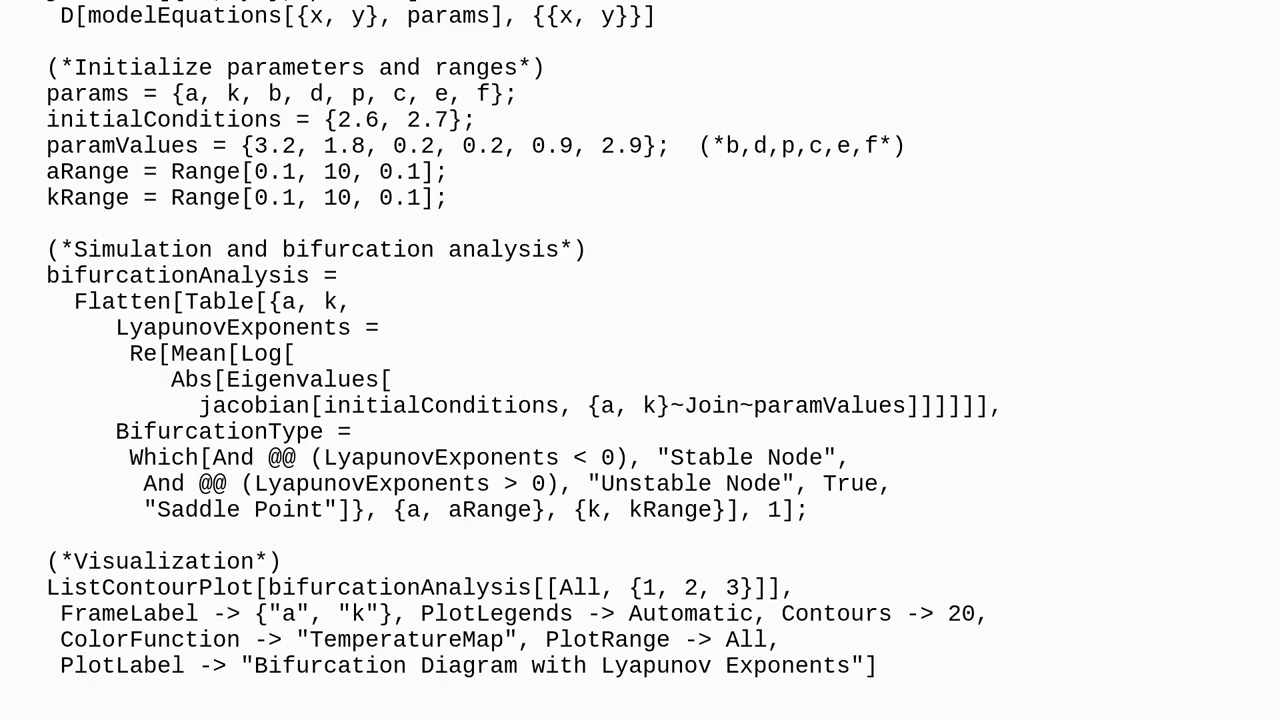 D[modelEquations[{x, y}, params], {{x, y}}]
(*Initialize parameters and ranges*)
params = {a, k, b, d, p, c, e, f};
initialConditions = {2.6, 2.7};
paramValues = {3.2, 1.8, 0.2, 0.2, 0.9, 2.9};  (*b,d,p,c,e,f*)
aRange = Range[0.1, 10, 0.1];
kRange = Range[0.1, 10, 0.1];
(*Simulation and bifurcation analysis*)
bifurcationAnalysis =
Flatten[Table[{a, k,
LyapunovExponents =
Re[Mean[Log[
Abs[Eigenvalues[
jacobian[initialConditions, {a, k}~Join~paramValues]]]]]],
BifurcationType =
Which[And @@ (LyapunovExponents < 0), "Stable Node",
And @@ (LyapunovExponents > 0), "Unstable Node", True,
"Saddle Point"]}, {a, aRange}, {k, kRange}], 1];
(*Visualization*)
ListContourPlot[bifurcationAnalysis[[All, {1, 2, 3}]],
FrameLabel -> {"a", "k"}, PlotLegends -> Automatic, Contours -> 20,
ColorFunction -> "TemperatureMap", PlotRange -> All,
PlotLabel -> "Bifurcation Diagram with Lyapunov Exponents"]